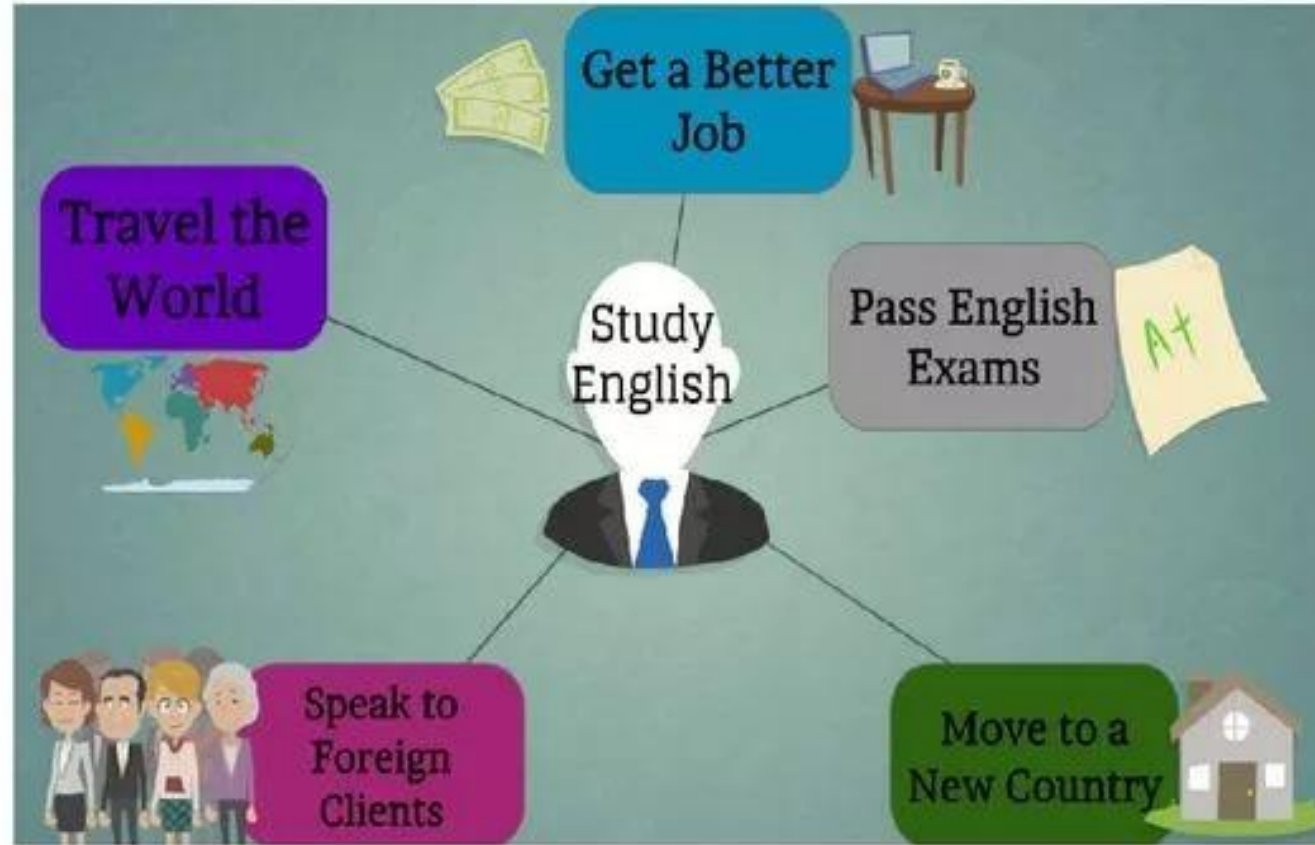 Get a Better
Job
Travel the
World
Study
English
Pass English
Exams
A+
Speak to
Foreign
Clients
Move to a
New Country